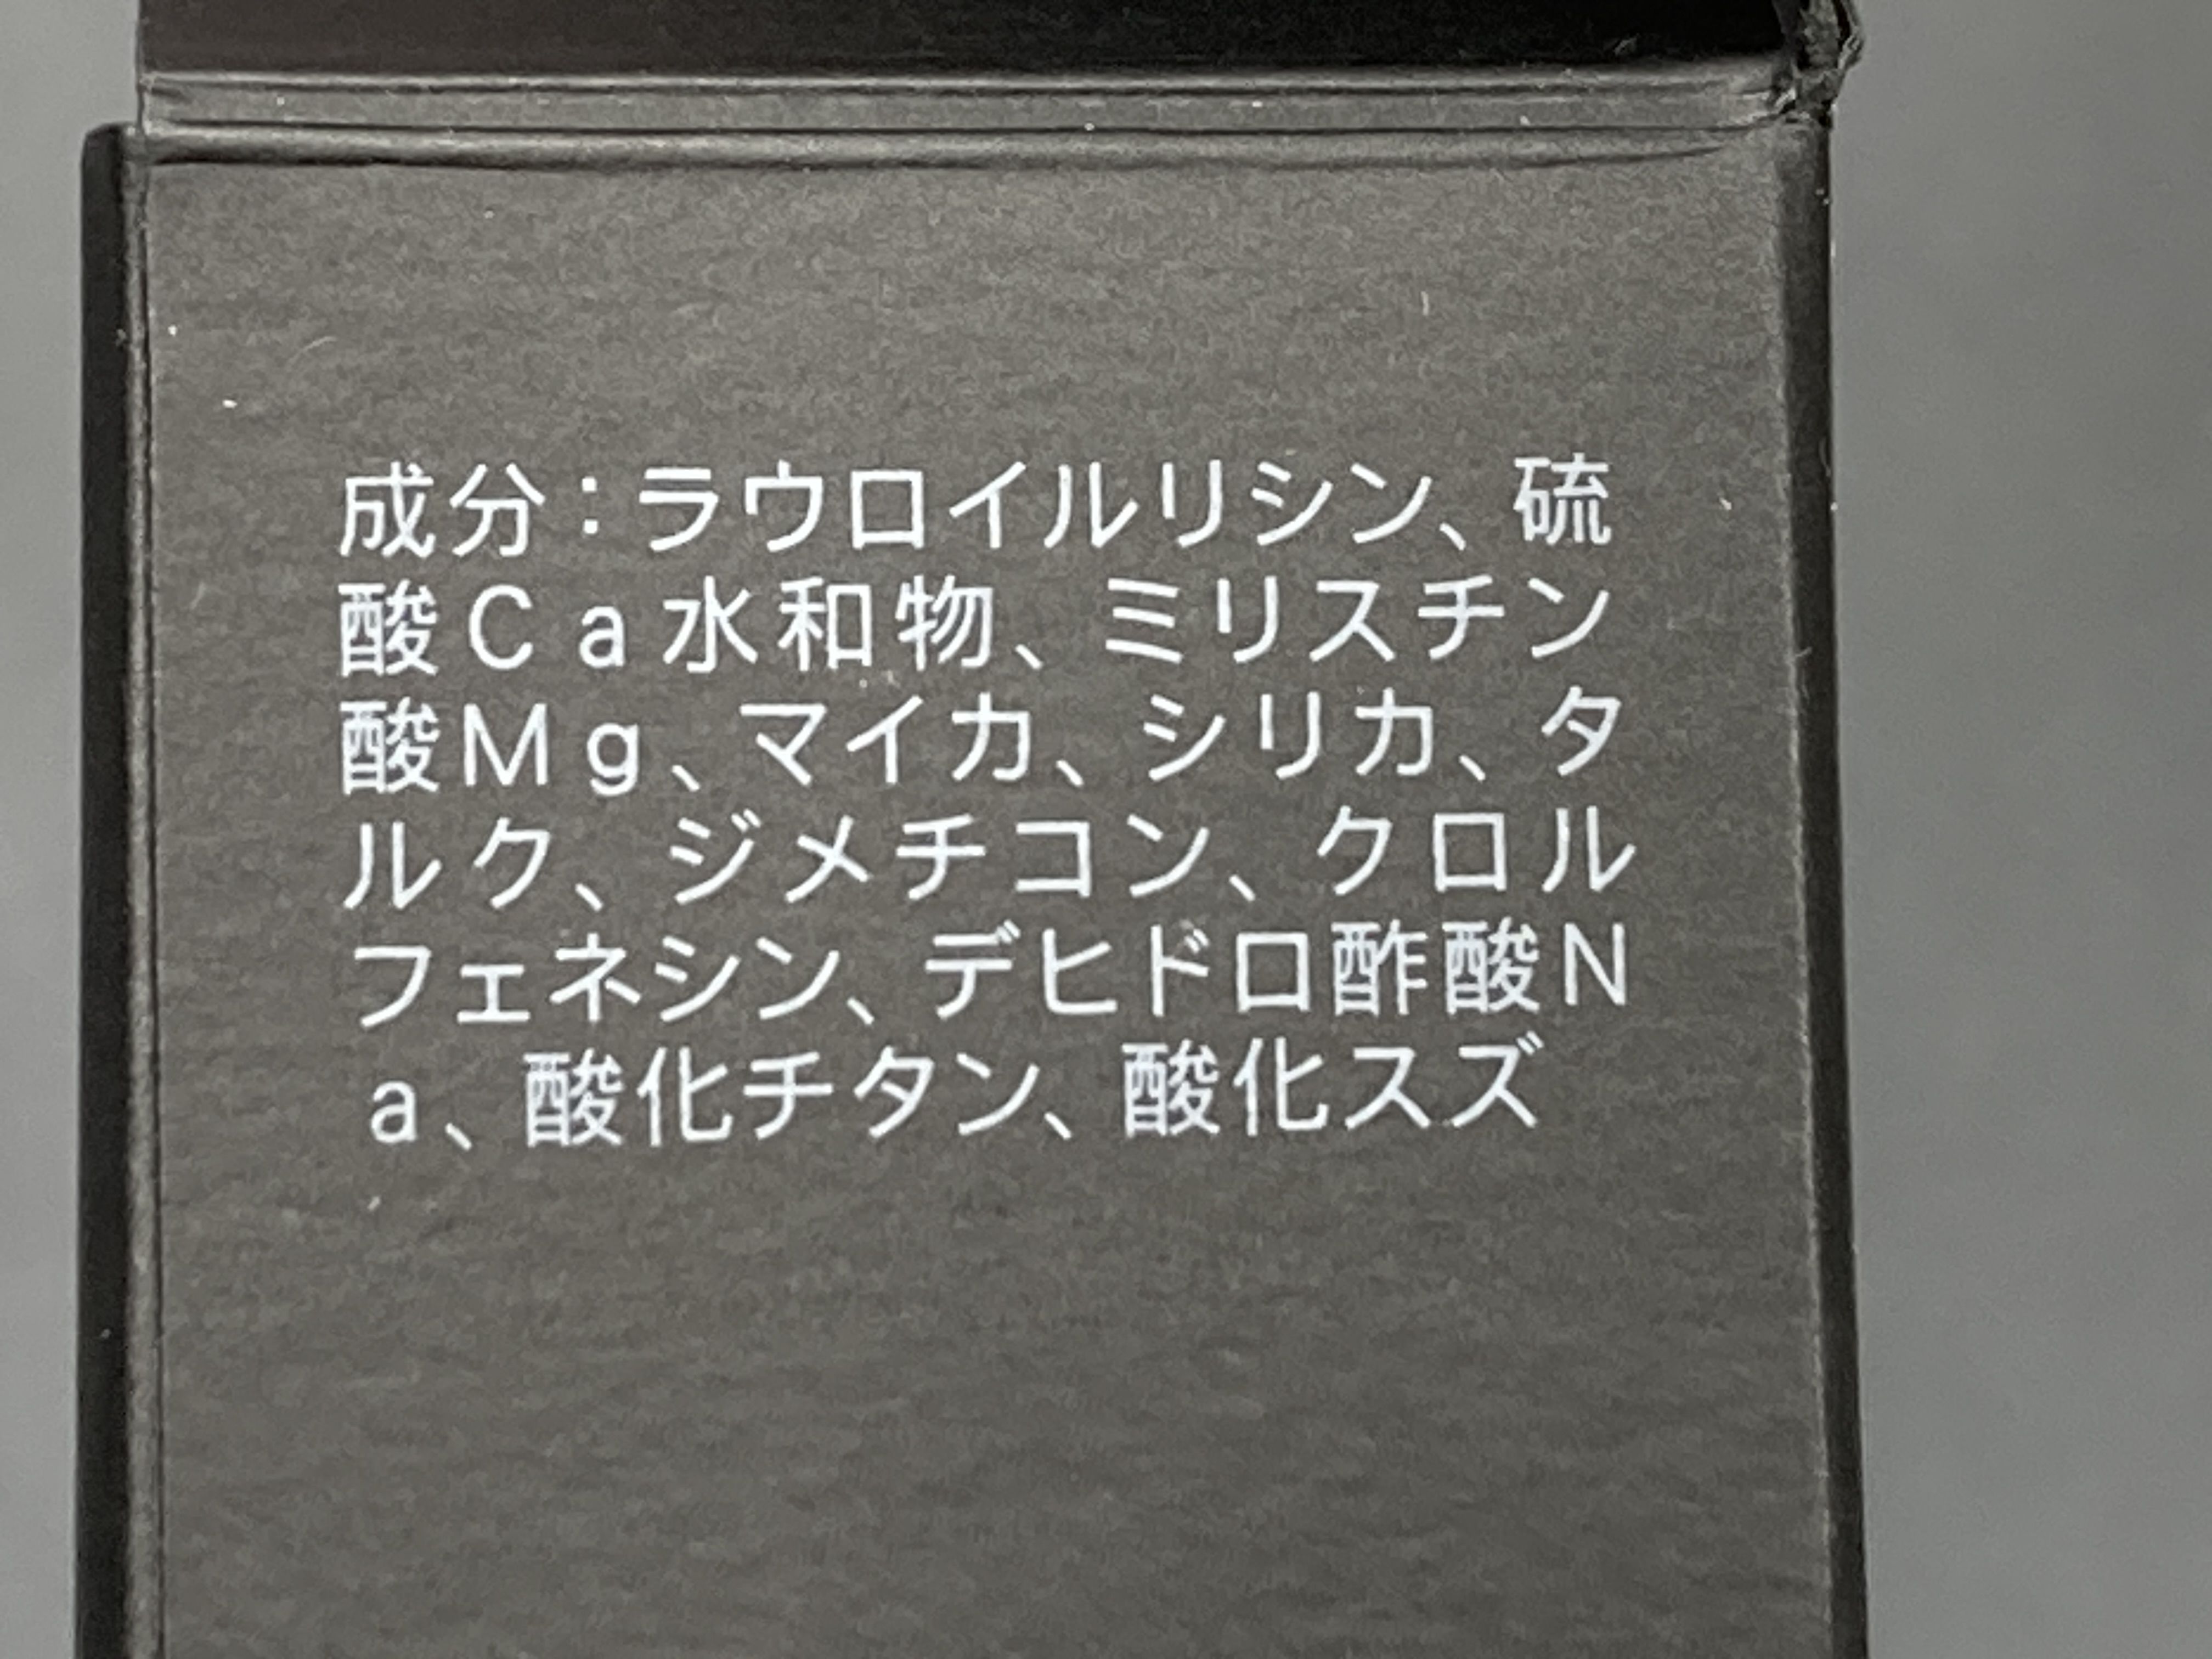 成分：ラウロイルリシン、硫
酸Ｃａ水和物、ミリスチン
酸Ｍｇ、マイカ、シリカ、タ
ルク、ジメチコン、クロル
フェネシン、デヒドロ酢酸Ｎ
ａ、酸化チタン、酸化スズ